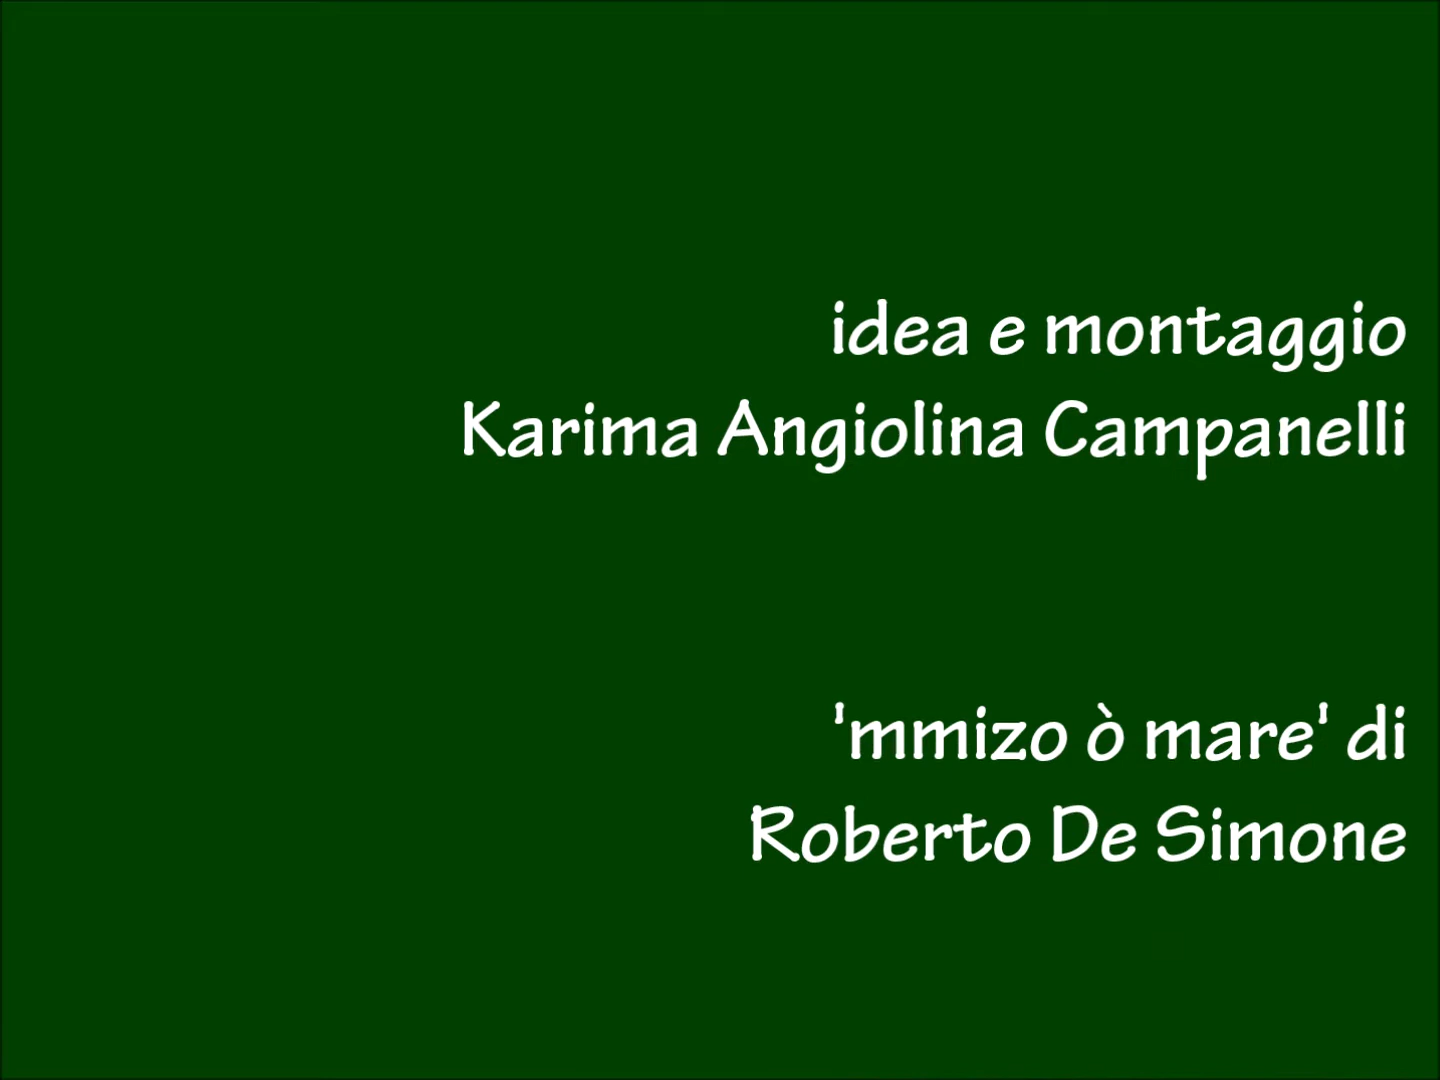 idea e montaggio
Karima Angiolina Campanelli
'mmizo ò mare' di
Roberto De Simone